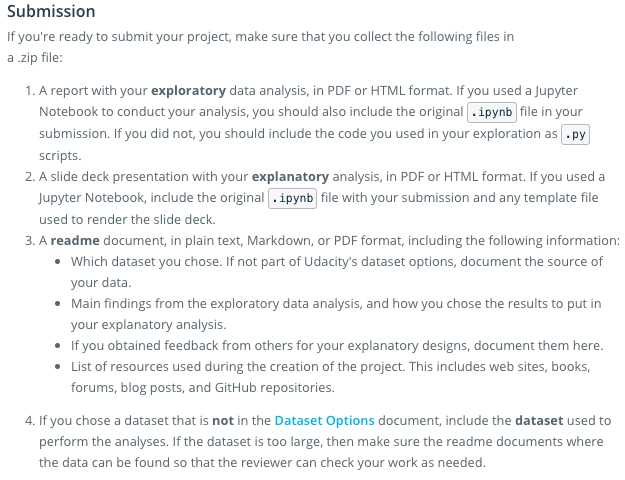 Submission
If you're ready to submit your project, make sure that you collect the following files in
a .zip file:
1. A report with your exploratory data analysis, in PDF or HTML format. If you used a Jupyter
Notebook to conduct your analysis, you should also include the original .ipynb file in your
submission. If you did not, you should include the code you used in your exploration as .py
scripts.
2. A slide deck presentation with your explanatory analysis, in PDF or HTML format. If you used a
Jupyter Notebook, include the original .ipynb file with your submission and any template file
used to render the slide deck.
3. A readme document, in plain text, Markdown, or PDF format, including the following information:
• Which dataset you chose. If not part of Udacity's dataset options, document the source of
your data.
• Main findings from the exploratory data analysis, and how you chose the results to put in
your explanatory analysis.
• If you obtained feedback from others for your explanatory designs, document them here.
• List of resources used during the creation of the project. This includes web sites, books,
forums, blog posts, and GitHub repositories.
4. If you chose a dataset that is not in the Dataset Options document, include the dataset used to
perform the analyses. If the dataset is too large, then make sure the readme documents where
the data can be found so that the reviewer can check your work as needed.